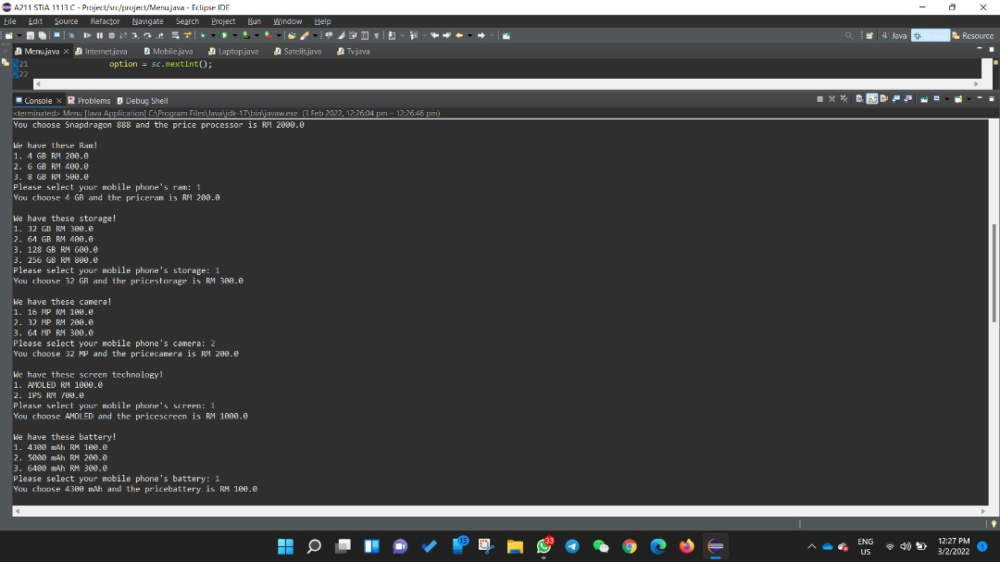 A211 STIA 1113 C - Project/src/project/Menu.java - Eclipse IDE
File Edit Source Refactor Navigate Search Project Run Window Help
Java Resource
Menu.java Internet.java Mobile.java Laptop.java Satelit.java Tv.java
21 option = sc.nextInt();
22
Console Problems Debug Shell
<terminated> Menu [Java Application] C:\Program Files\Java\jdk-17\bin\javaw.exe (3 Feb 2022, 12:26:04 pm – 12:26:46 pm)
You choose Snapdragon 888 and the price processor is RM 2000.0
We have these Ram!
1. 4 GB RM 200.0
2. 6 GB RM 400.0
3. 8 GB RM 500.0
Please select your mobile phone's ram: 1
You choose 4 GB and the priceram is RM 200.0
We have these storage!
1. 32 GB RM 300.0
2. 64 GB RM 400.0
3. 128 GB RM 600.0
3. 256 GB RM 800.0
Please select your mobile phone's storage: 1
You choose 32 GB and the pricestorage is RM 300.0
We have these camera!
1. 16 MP RM 100.0
2. 32 MP RM 200.0
3. 64 MP RM 300.0
Please select your mobile phone's camera: 2
You choose 32 MP and the pricecamera is RM 200.0
We have these screen technology!
1. AMOLED RM 1000.0
2. IPS RM 700.0
Please select your mobile phone's screen: 1
You choose AMOLED and the pricescreen is RM 1000.0
We have these battery!
1. 4300 mAh RM 100.0
2. 5000 mAh RM 200.0
3. 6400 mAh RM 300.0
Please select your mobile phone's battery: 1
You choose 4300 mAh and the pricebattery is RM 100.0
15
33
ENG
US
12:27 PM
3/2/2022
1